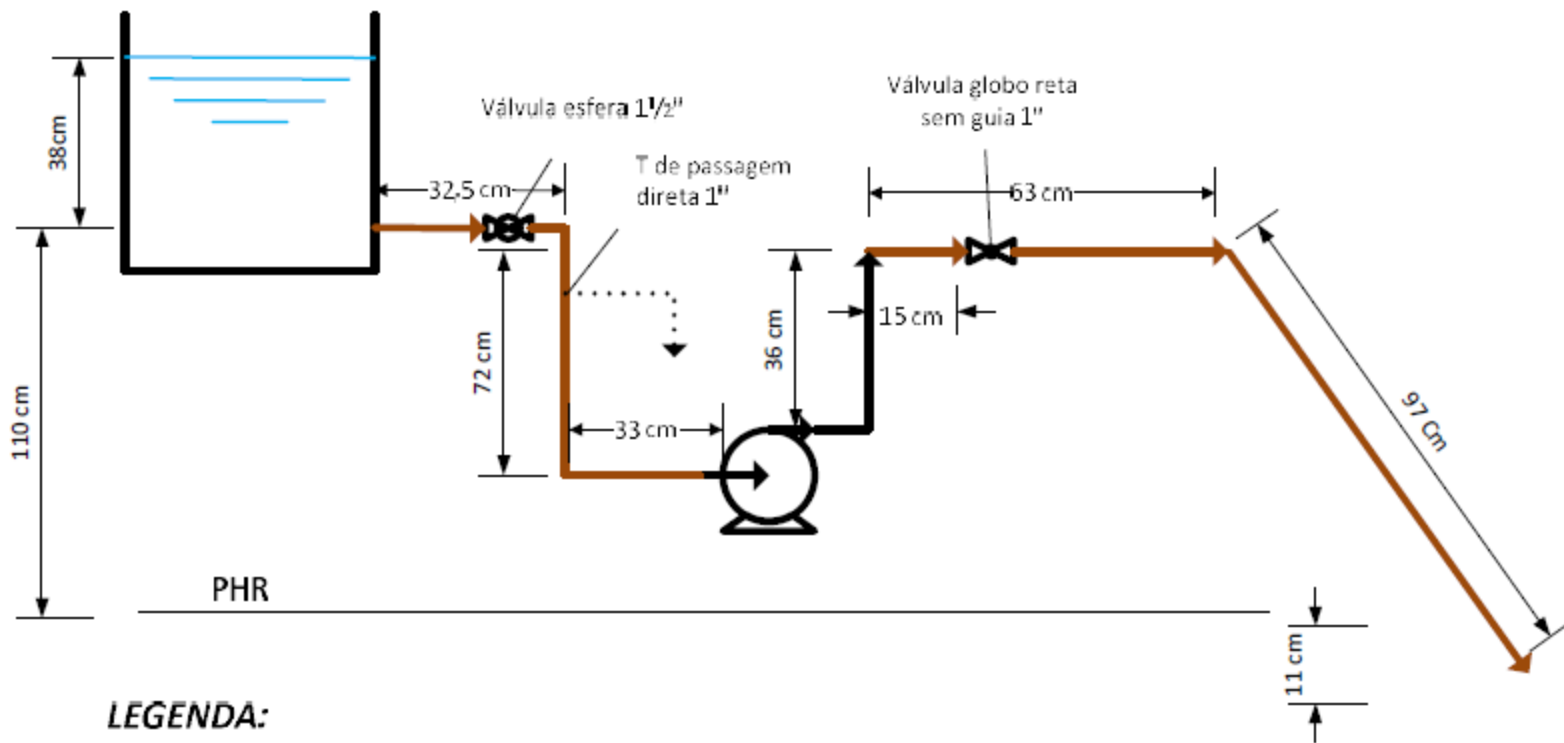 38cm
Válvula esfera 1½"
Válvula globo reta
sem guia 1"
T de passagem
direta 1"
32,5 cm
63 cm
15 cm
36 cm
72 cm
33 cm
110 cm
97 Cm
PHR
11 cm
LEGENDA: